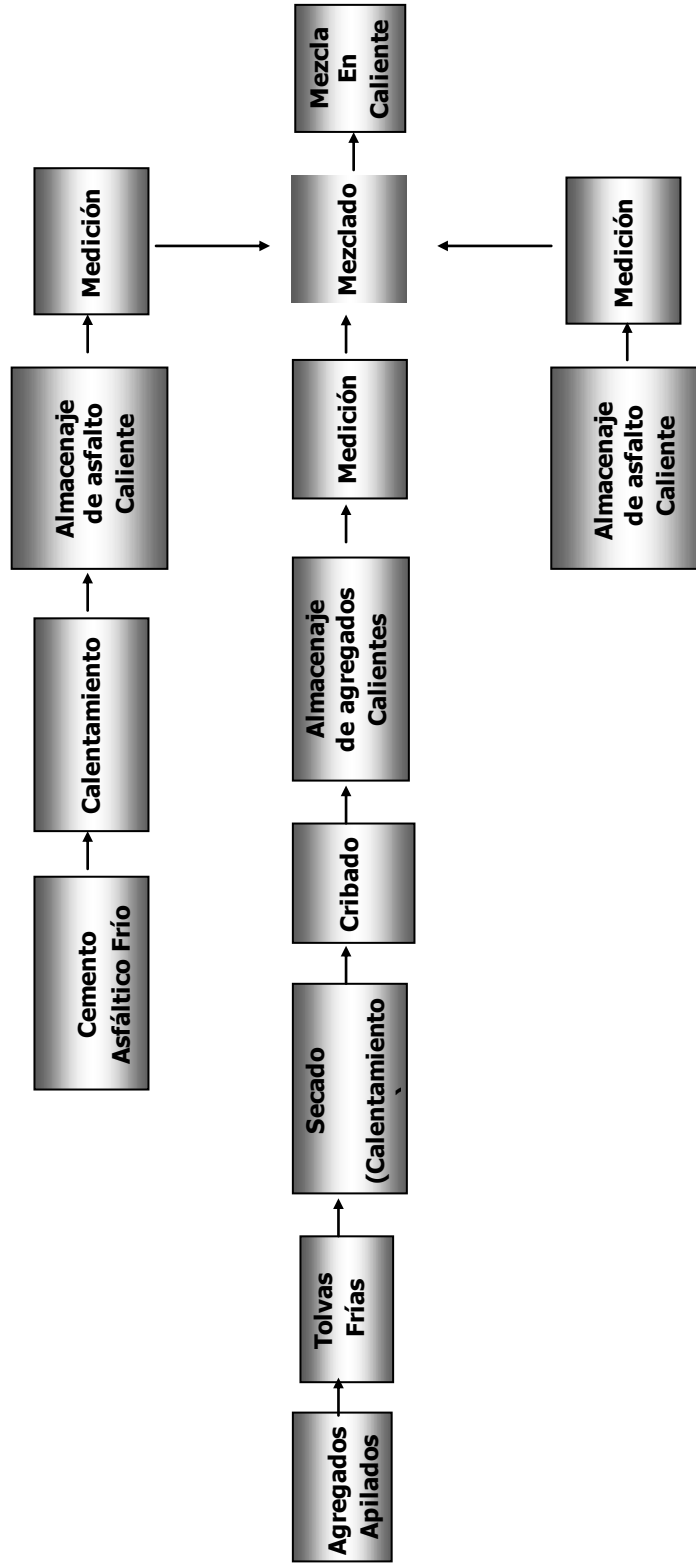 Cemento
Asfáltico Frío
Calentamiento
Almacenaje
de asfalto
Caliente
Medición
Agregados
Apilados
Tolvas
Frías
Secado
(Calentamiento
Cribado
Almacenaje
de agregados
Calientes
Medición
Mezclado
Mezcla
En
Caliente
Almacenaje
de asfalto
Caliente
Medición